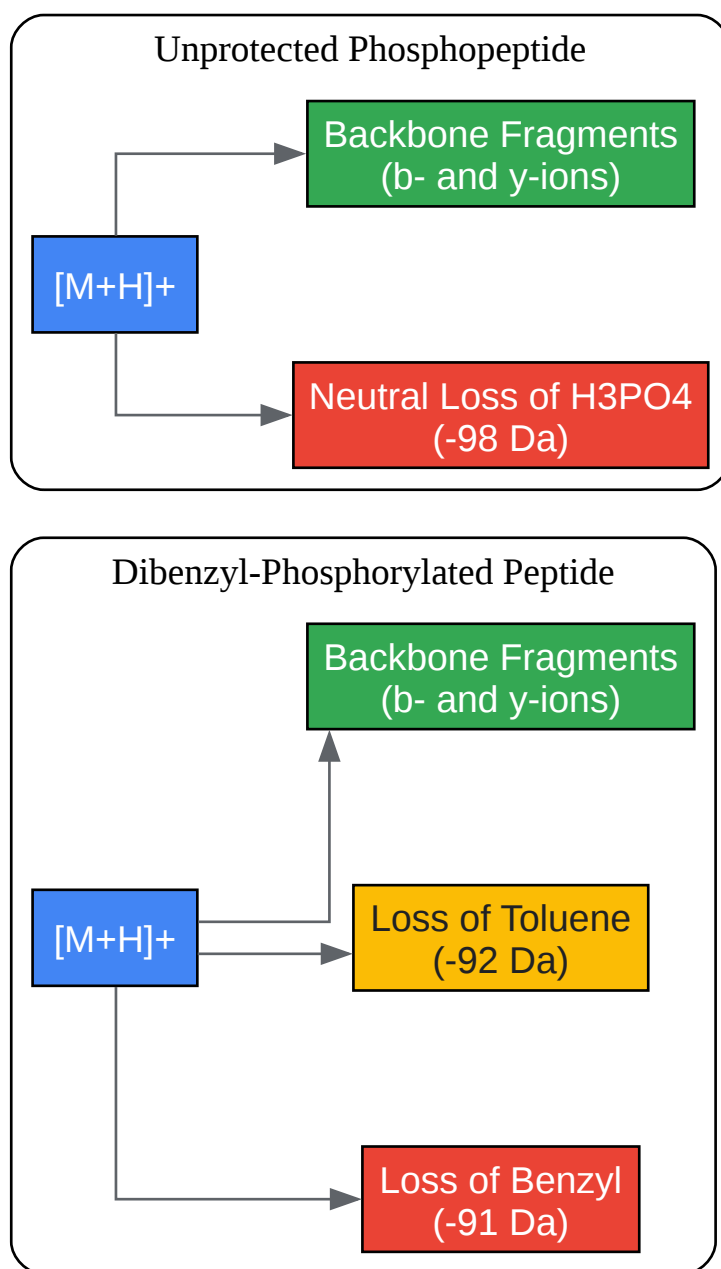 Unprotected Phosphopeptide
Backbone Fragments
(b- and y-ions)
[M+H]+
Neutral Loss of H3PO4
(-98 Da)
Dibenzyl-Phosphorylated Peptide
Backbone Fragments
(b- and y-ions)
[M+H]+
Loss of Toluene
(-92 Da)
Loss of Benzyl
(-91 Da)